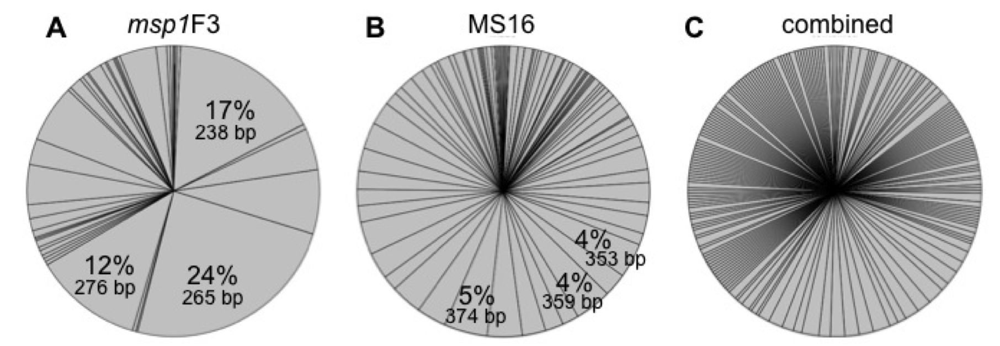 A msp1F3
B MS16
C combined
17%
238 bp
12%
276 bp
24%
265 bp
4%
353 bp
4%
359 bp
5%
374 bp